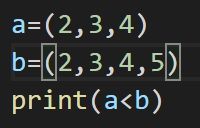 a=(2,3,4)
b=(2,3,4,5)
print(a<b)